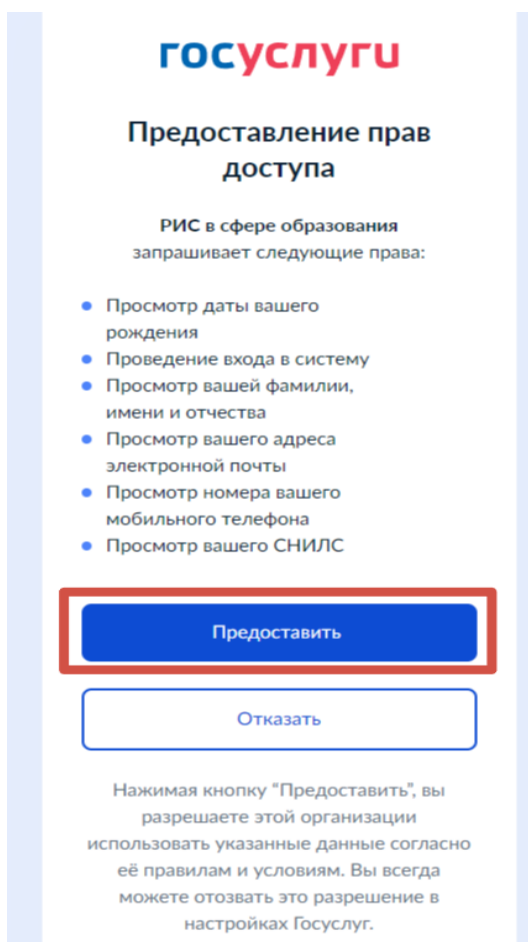 госуслуги
Предоставление прав
доступа
РИС в сфере образования
запрашивает следующие права:
Просмотр даты вашего
рождения
Проведение входа в систему
Просмотр вашей фамилии,
имени и отчества
Просмотр вашего адреса
электронной почты
Просмотр номера вашего
мобильного телефона
Просмотр вашего СНИЛС
Предоставить
Отказать
Нажимая кнопку “Предоставить”, вы
разрешаете этой организации
использовать указанные данные согласно
её правилам и условиям. Вы всегда
можете отозвать это разрешение в
настройках Госуслуг.